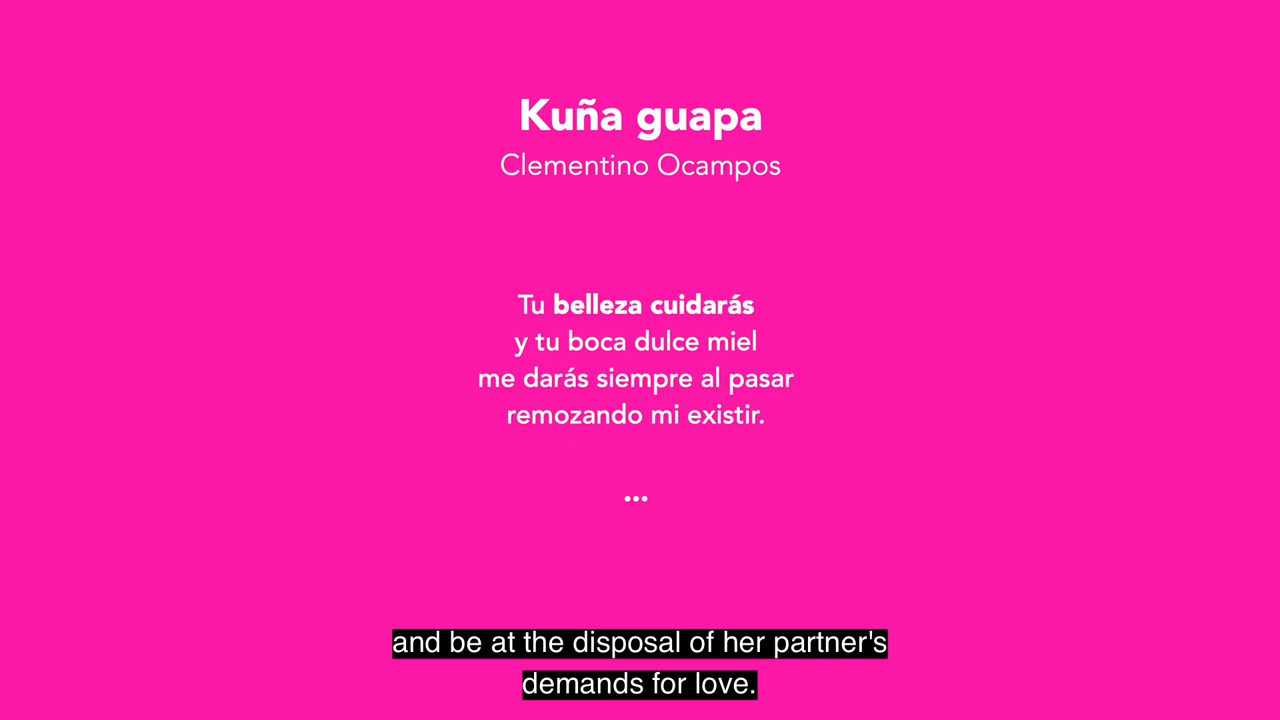 Kuña guapa
Clementino Ocampos
Tu belleza cuidarás
y tu boca dulce miel
me darás siempre al pasar
remozando mi existir.
...
and be at the disposal of her partner's
demands for love.